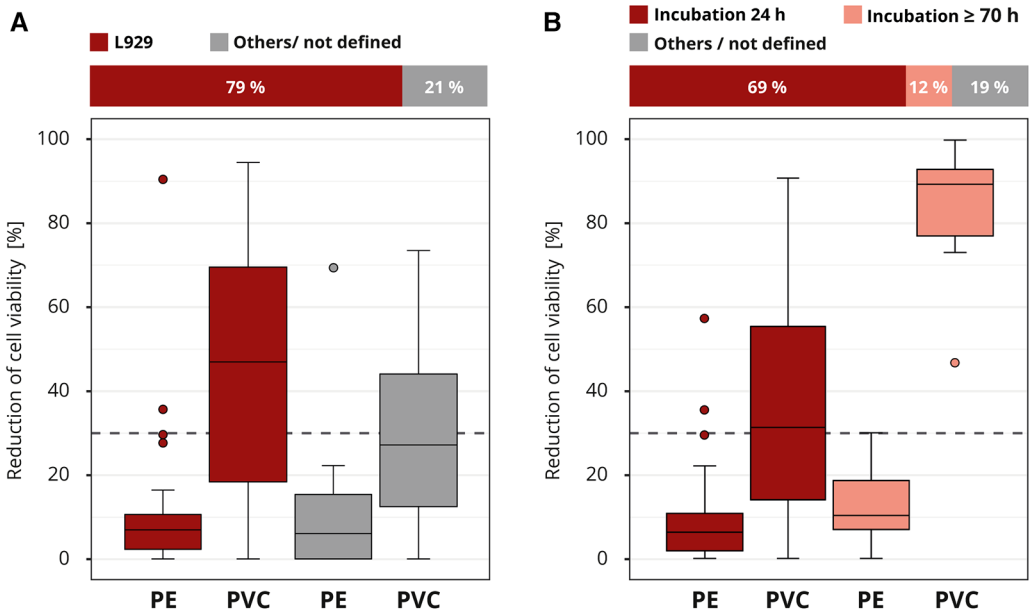 A
L929
Others/ not defined
79 %
21 %
Reduction of cell viability [%]
100
80
60
40
20
0
PE
PVC
PE
PVC
B
Incubation 24 h
Incubation ≥ 70 h
Others / not defined
69 %
12 %
19 %
Reduction of cell viability [%]
100
80
60
40
20
0
PE
PVC
PE
PVC